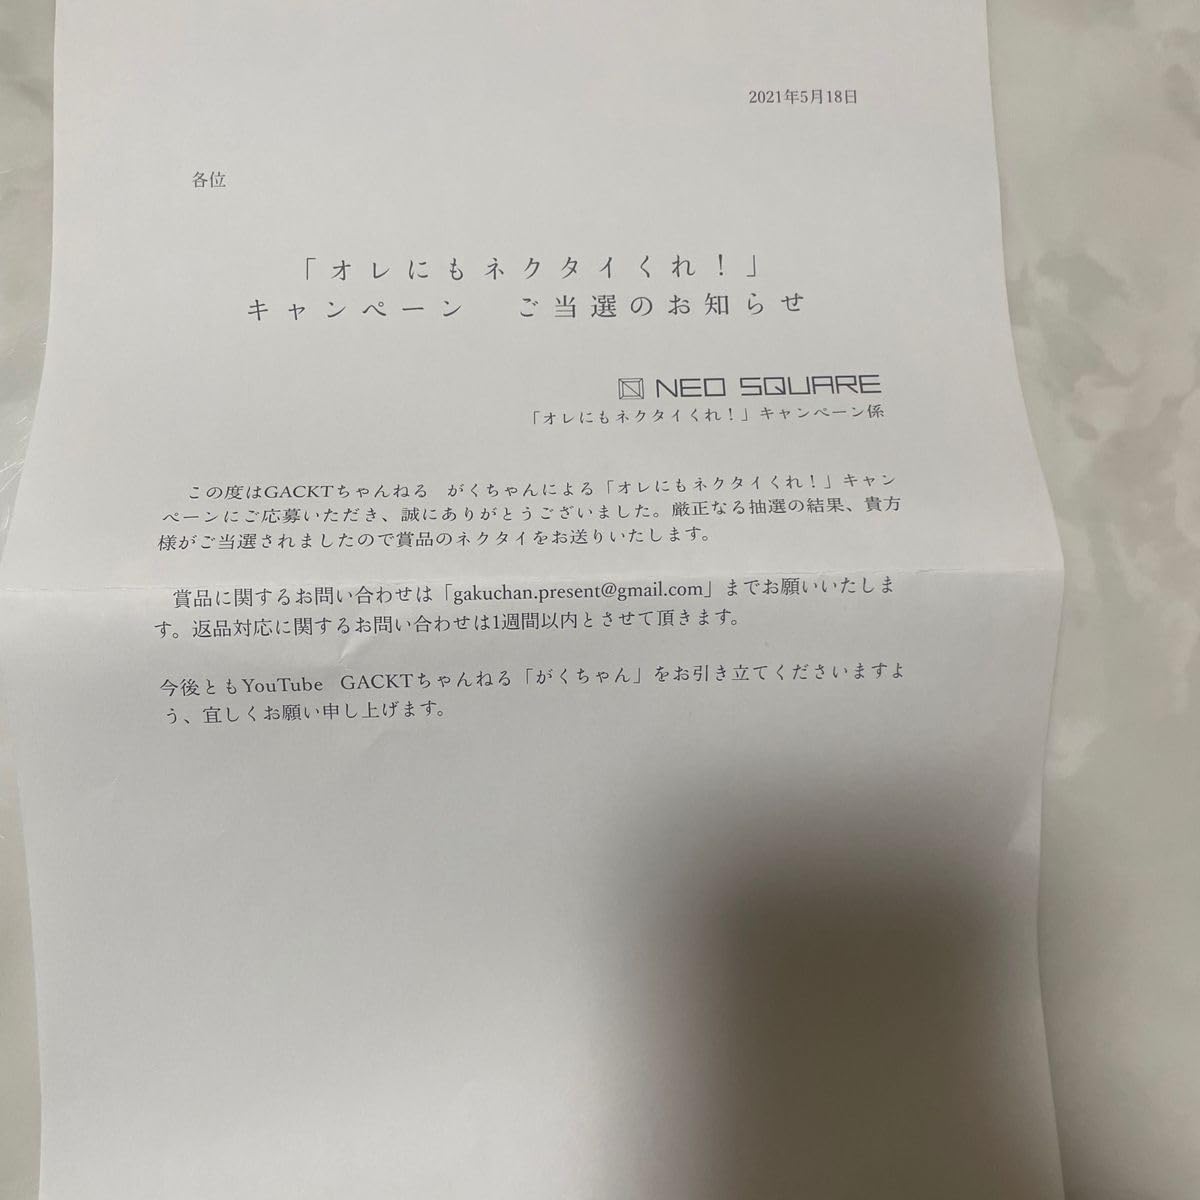 2021年5月18日
各位
「オレにもネクタイくれ！」
キャンペーン　ご当選のお知らせ
NEO SQUARE
「オレにもネクタイくれ！」キャンペーン係
この度はGACKTちゃんねる　がくちゃんによる「オレにもネクタイくれ！」キャン
ペーンにご応募いただき、誠にありがとうございました。厳正なる抽選の結果、貴方
様がご当選されましたので賞品のネクタイをお送りいたします。
賞品に関するお問い合わせは「gakuchan.present@gmail.com」までお願いいたしま
す。返品対応に関するお問い合わせは1週間以内とさせて頂きます。
今後ともYouTube　GACKTちゃんねる「がくちゃん」をお引き立てくださいますよ
う、宜しくお願い申し上げます。